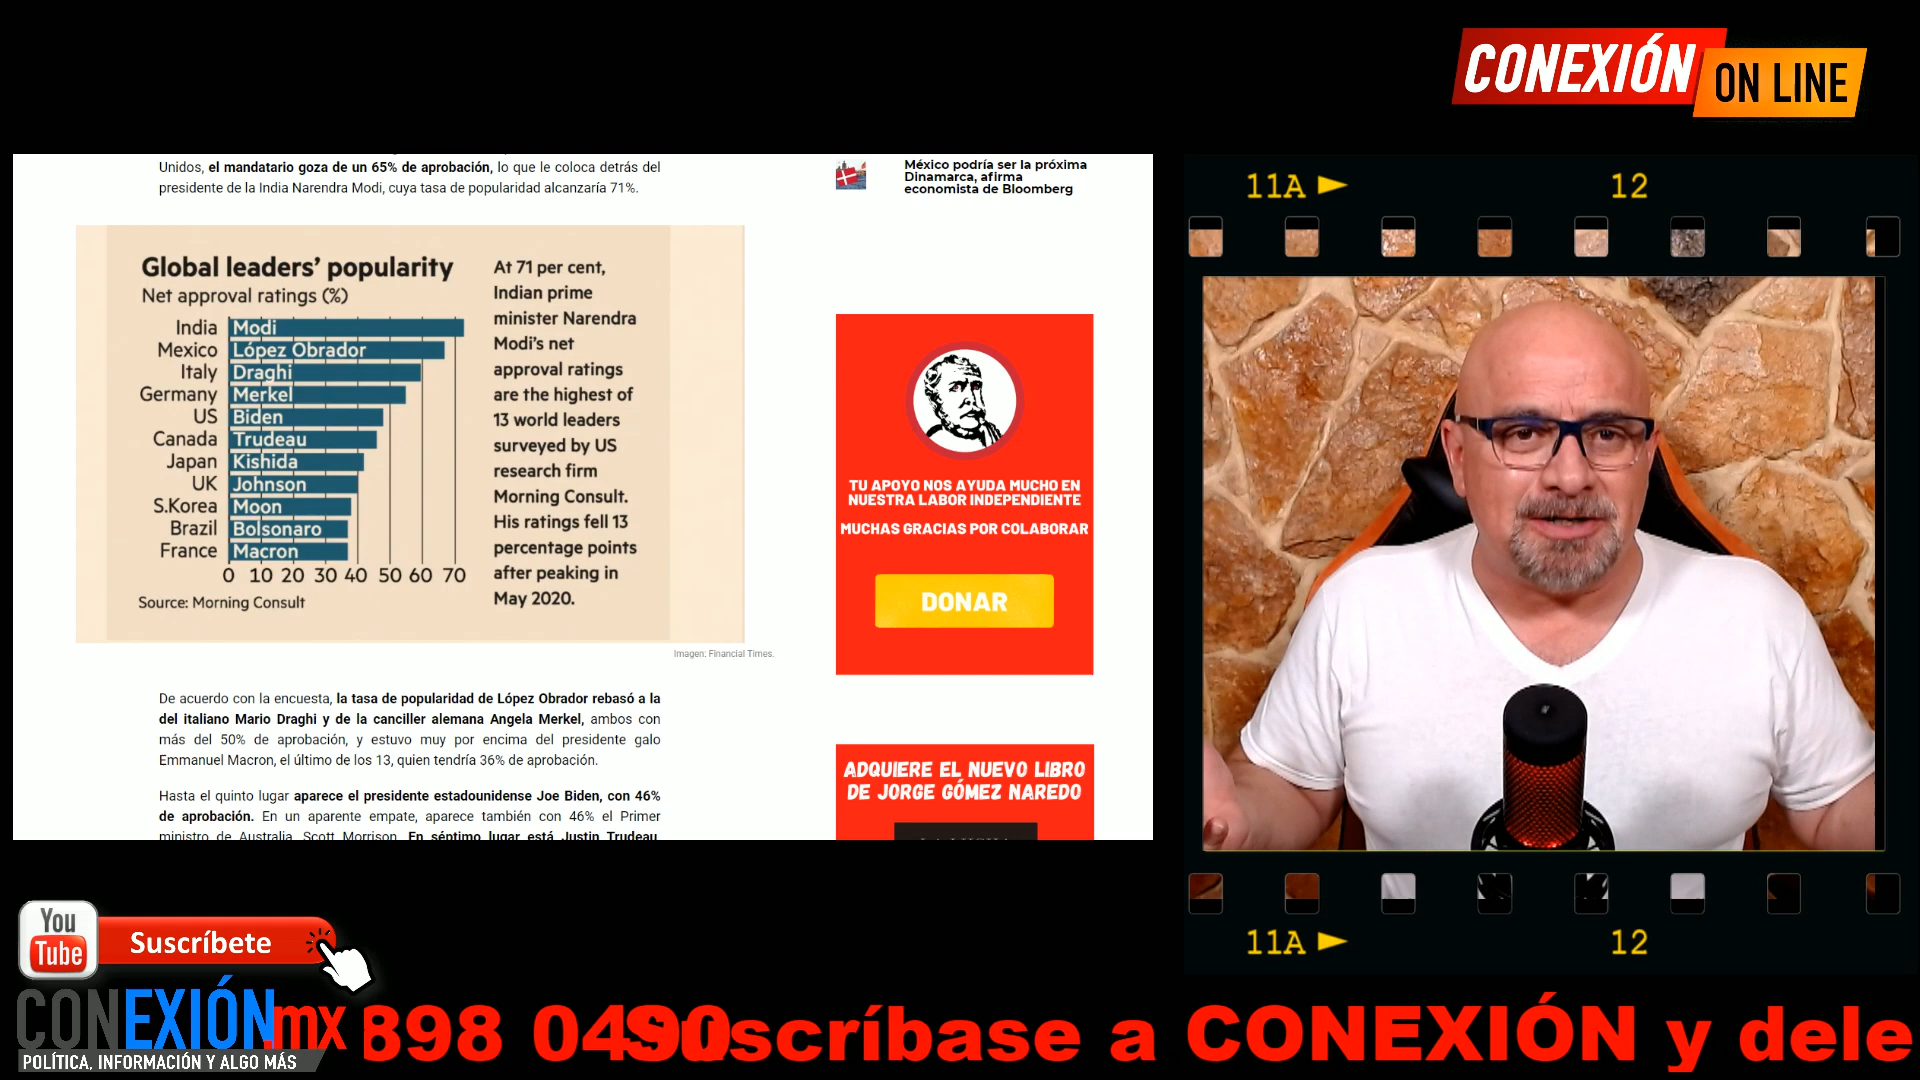 CONEXIÓN
ON LINE
Unidos, el mandatario goza de un 65% de aprobación, lo que le coloca detrás del
presidente de la India Narendra Modi, cuya tasa de popularidad alcanzaría 71%.
México podría ser la próxima
Dinamarca, afirma
economista de Bloomberg
Global leaders' popularity
Net approval ratings (%)
India Modi
Mexico López Obrador
Italy Draghi
Germany Merkel
US Biden
Canada Trudeau
Japan Kishida
UK Johnson
S.Korea Moon
Brazil Bolsonaro
France Macron
0 10 20 30 40 50 60 70
Source: Morning Consult
At 71 per cent,
Indian prime
minister Narendra
Modi's net
approval ratings
are the highest of
13 world leaders
surveyed by US
research firm
Morning Consult.
His ratings fell 13
percentage points
after peaking in
May 2020.
Imagen: Financial Times.
De acuerdo con la encuesta, la tasa de popularidad de López Obrador rebasó a la
del italiano Mario Draghi y de la canciller alemana Angela Merkel, ambos con
más del 50% de aprobación, y estuvo muy por encima del presidente galo
Emmanuel Macron, el último de los 13, quien tendría 36% de aprobación.
Hasta el quinto lugar aparece el presidente estadounidense Joe Biden, con 46%
de aprobación. En un aparente empate, aparece también con 46% el Primer
ministro de Australia, Scott Morrison. En séptimo lugar está Justin Trudeau,
TU APOYO NOS AYUDA MUCHO EN
NUESTRA LABOR INDEPENDIENTE
MUCHAS GRACIAS POR COLABORAR
DONAR
ADQUIERE EL NUEVO LIBRO
DE JORGE GÓMEZ NAREDO
11A
12
11A
12
You
Tube
Suscríbete
CONEXIÓN.mx
POLÍTICA, INFORMACIÓN Y ALGO MÁS
898 0490
Suscríbase a CONEXIÓN y dele